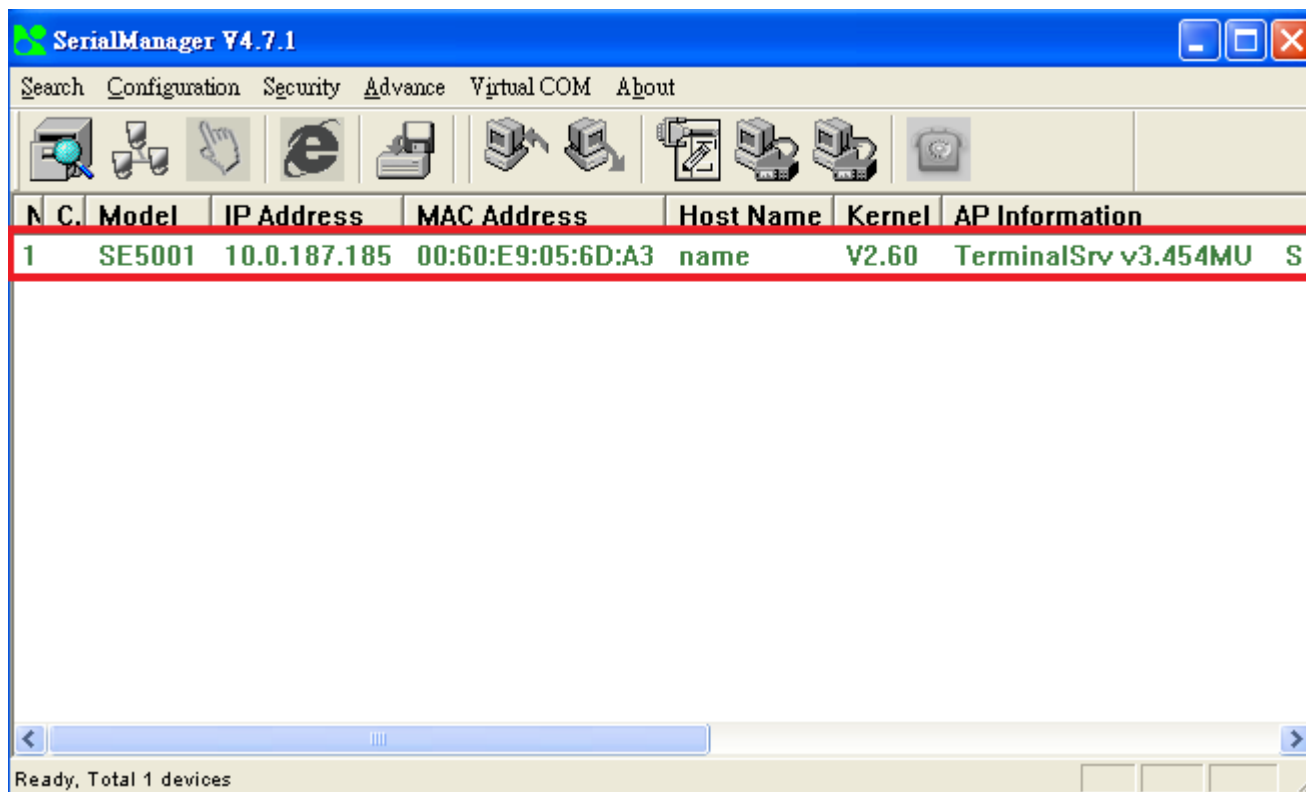 SerialManager V4.7.1
Search Configuration Security Advance Virtual COM About
N C. Model IP Address MAC Address Host Name Kernel AP Information
1 SE5001 10.0.187.185 00:60:E9:05:6D:A3 name V2.60 TerminalSrv v3.454MU S
Ready, Total 1 devices